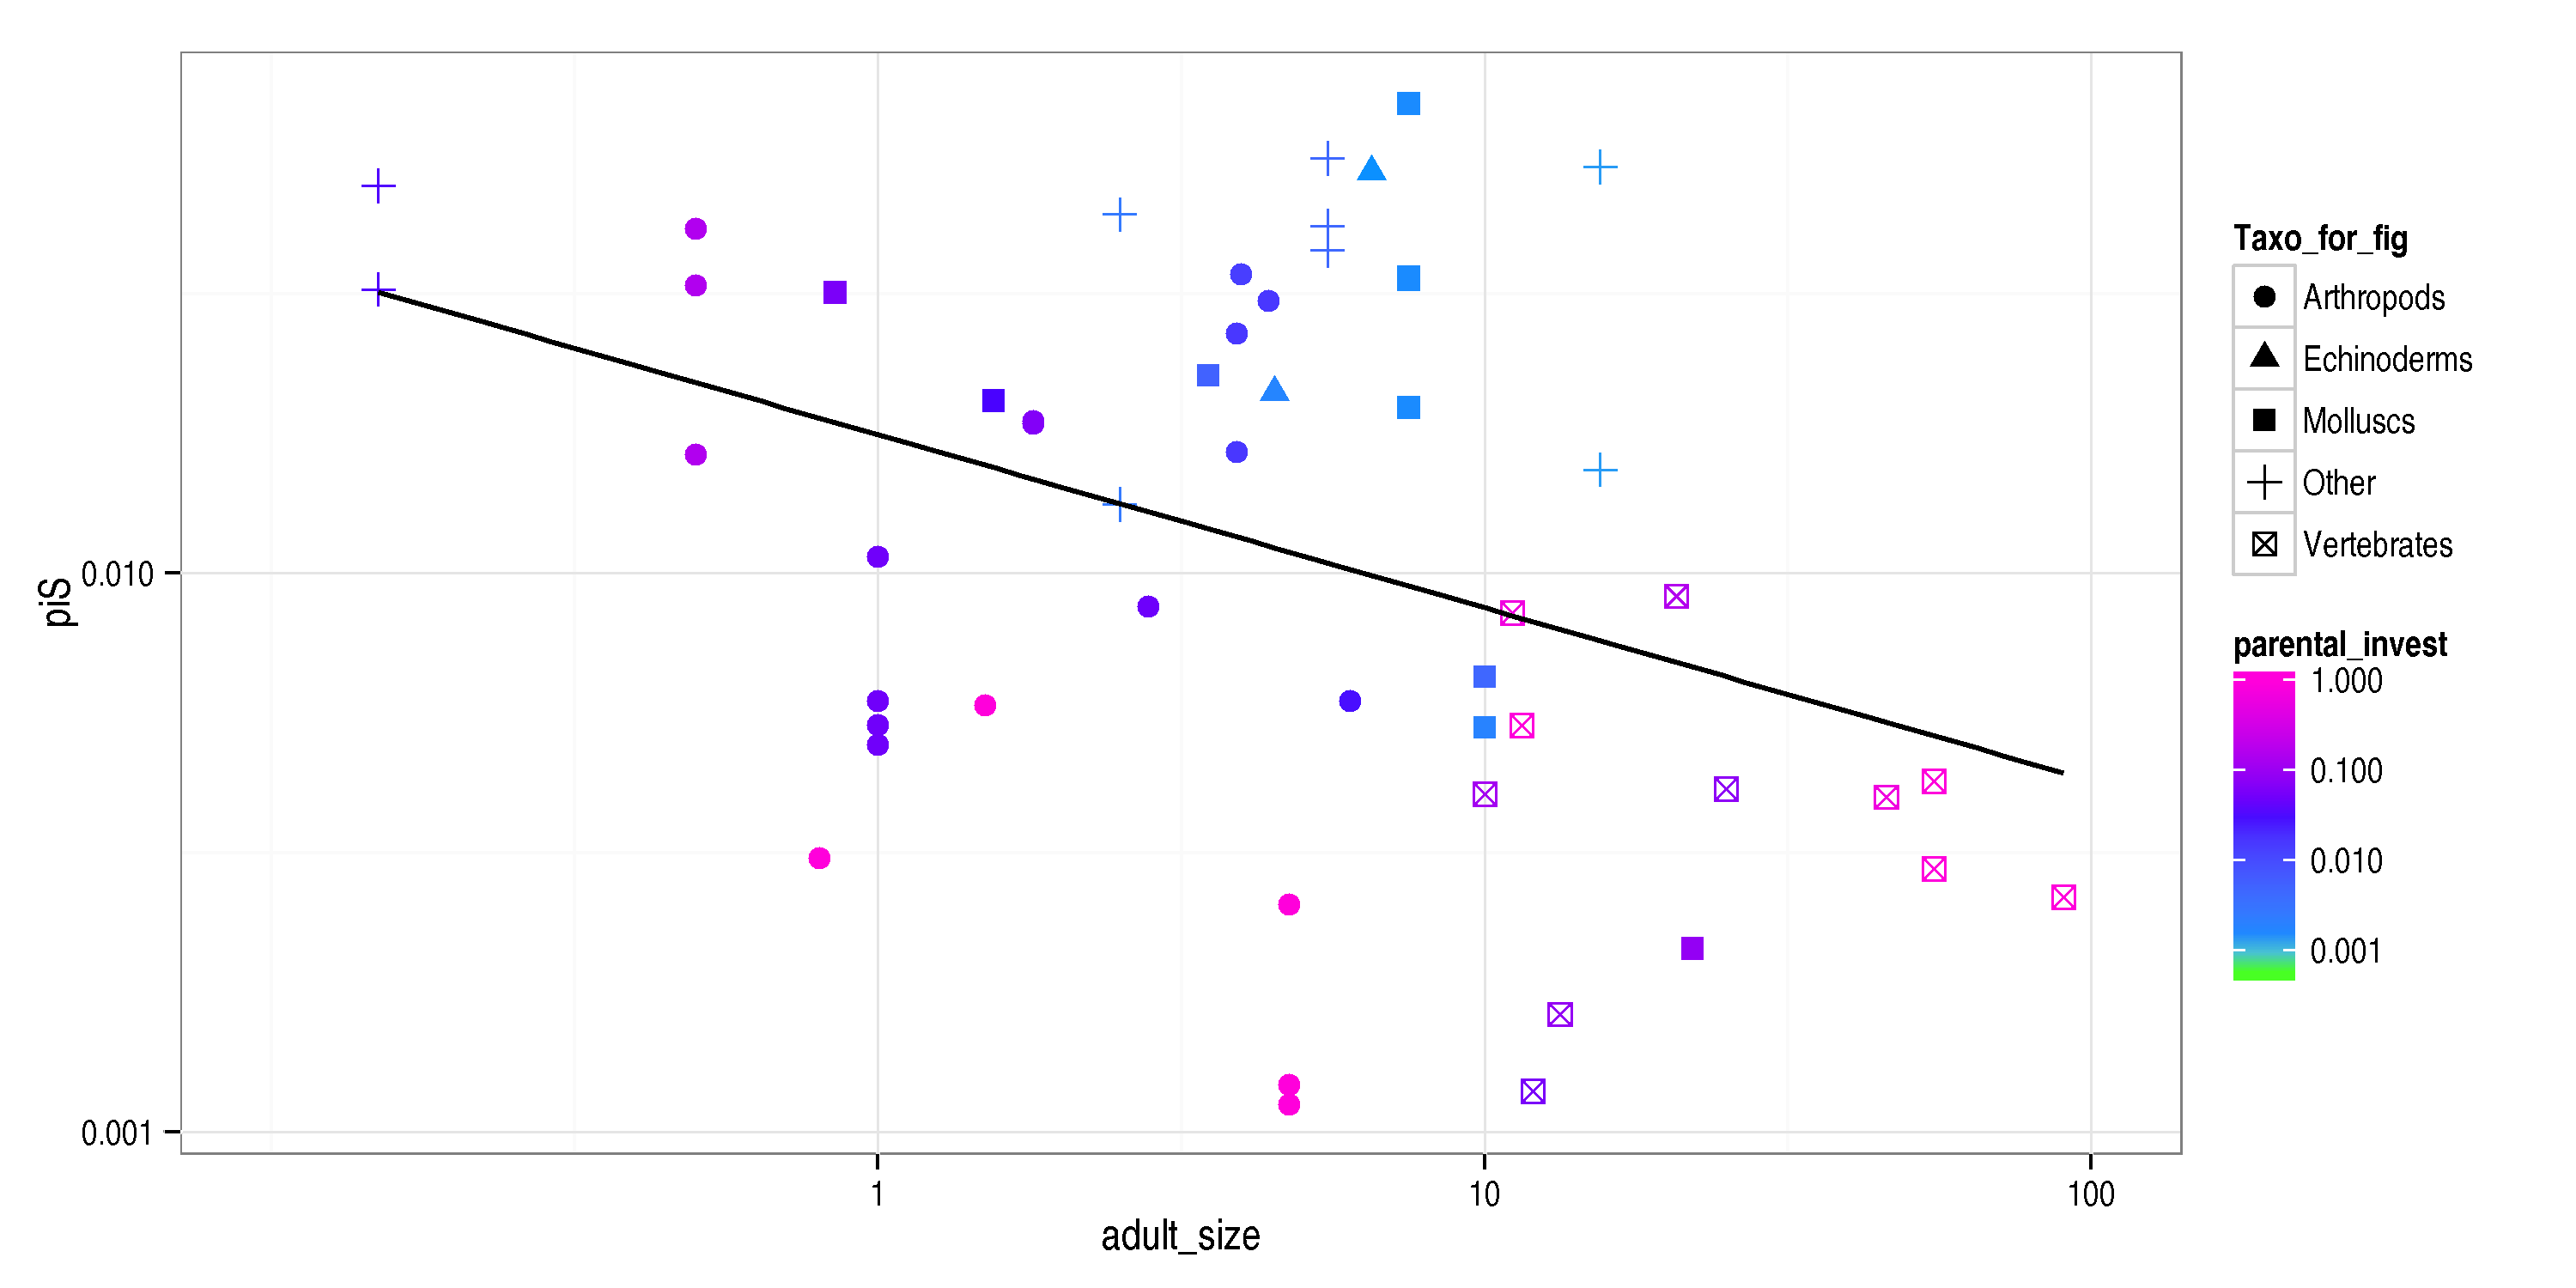 piS
0.010
0.001
1
10
100
adult_size
Taxo_for_fig
Arthropods
Echinoderms
Molluscs
Other
Vertebrates
parental_invest
1.000
0.100
0.010
0.001